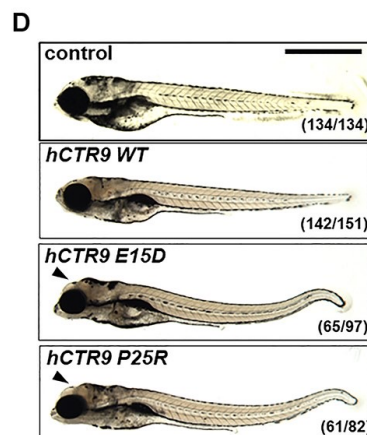 D
control
(134/134)
hCTR9 WT
(142/151)
hCTR9 E15D
(65/97)
hCTR9 P25R
(61/82)